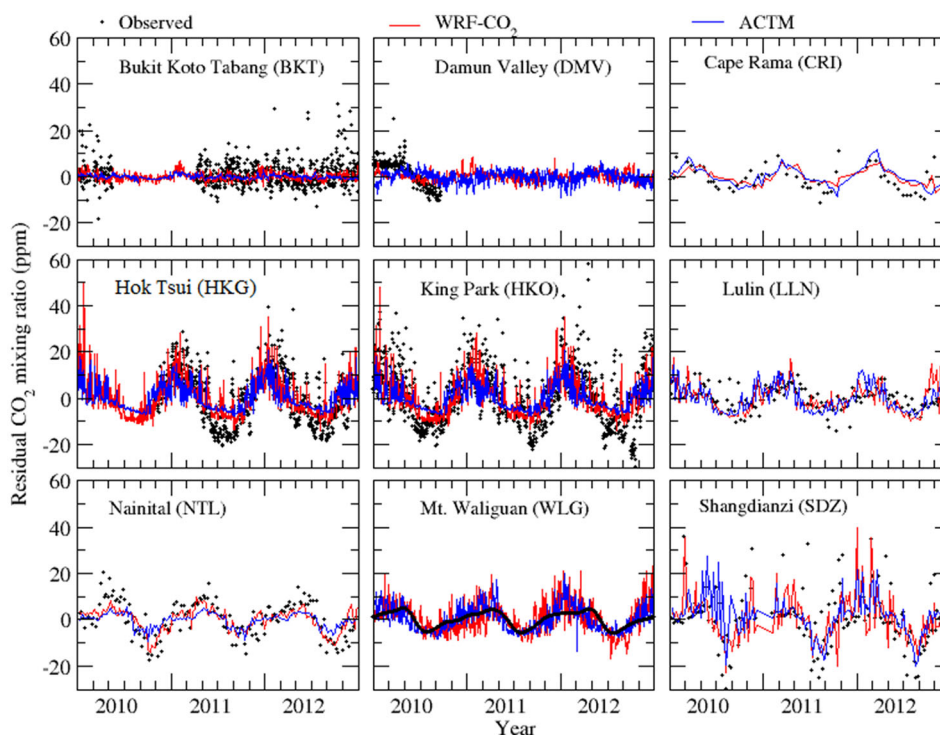 Observed WRF-CO₂ ACTM
Residual CO₂ mixing ratio (ppm)
60
40
20
0
-20
Bukit Koto Tabang (BKT)
Damun Valley (DMV)
Cape Rama (CRI)
60
40
20
0
-20
Hok Tsui (HKG)
King Park (HKO)
Lulin (LLN)
60
40
20
0
-20
Nainital (NTL)
Mt. Waliguan (WLG)
Shangdianzi (SDZ)
2010 2011 2012 2010 2011 2012 2010 2011 2012
Year